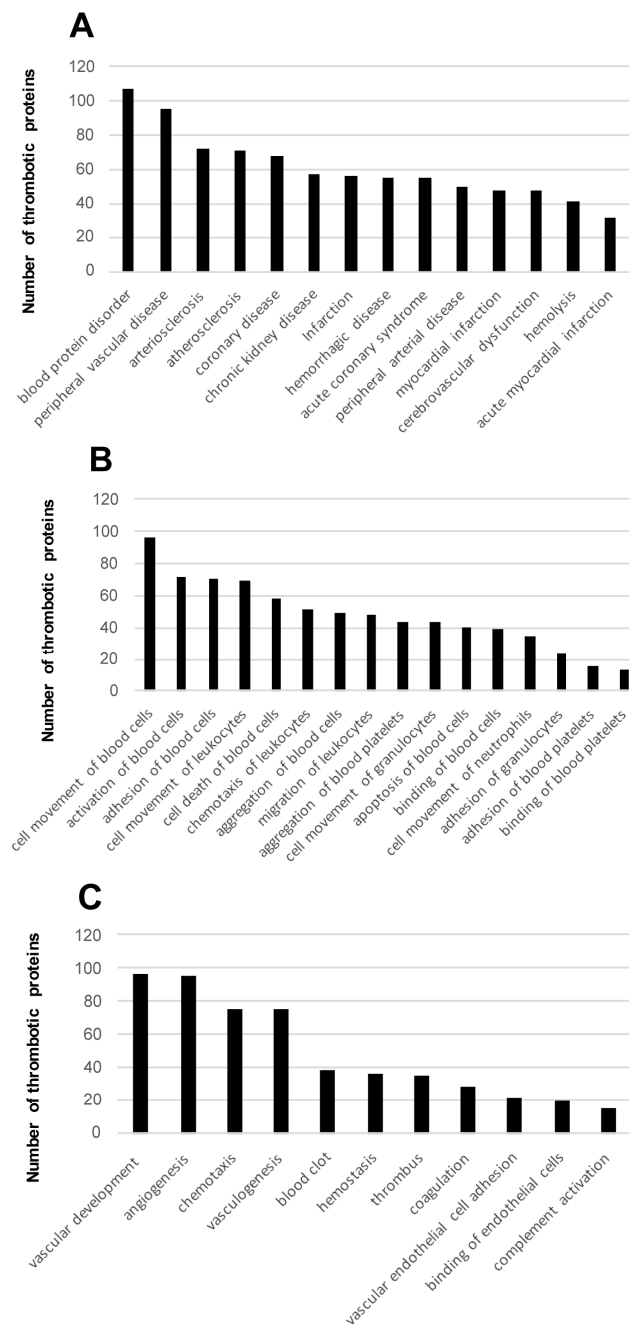 A
Number of thrombotic proteins
120
100
80
60
40
20
0
blood protein disorder
peripheral vascular disease
arteriosclerosis
atherosclerosis
coronary disease
chronic kidney disease
Infarction
hemorrhagic disease
acute coronary syndrome
peripheral arterial disease
myocardial infarction
cerebrovascular dysfunction
hemolysis
acute myocardial infarction
B
Number of thrombotic proteins
120
100
80
60
40
20
0
cell movement of blood cells
activation of blood cells
adhesion of blood cells
cell movement of leukocytes
cell death of blood cells
chemotaxis of leukocytes
aggregation of blood cells
migration of leukocytes
aggregation of blood platelets
cell movement of granulocytes
apoptosis of blood cells
binding of blood cells
cell movement of neutrophils
adhesion of granulocytes
adhesion of blood platelets
binding of blood platelets
C
Number of thrombotic proteins
120
100
80
60
40
20
0
vascular development
angiogenesis
chemotaxis
vasculogenesis
blood clot
hemostasis
thrombus
coagulation
vascular endothelial cell adhesion
binding of endothelial cells
complement activation